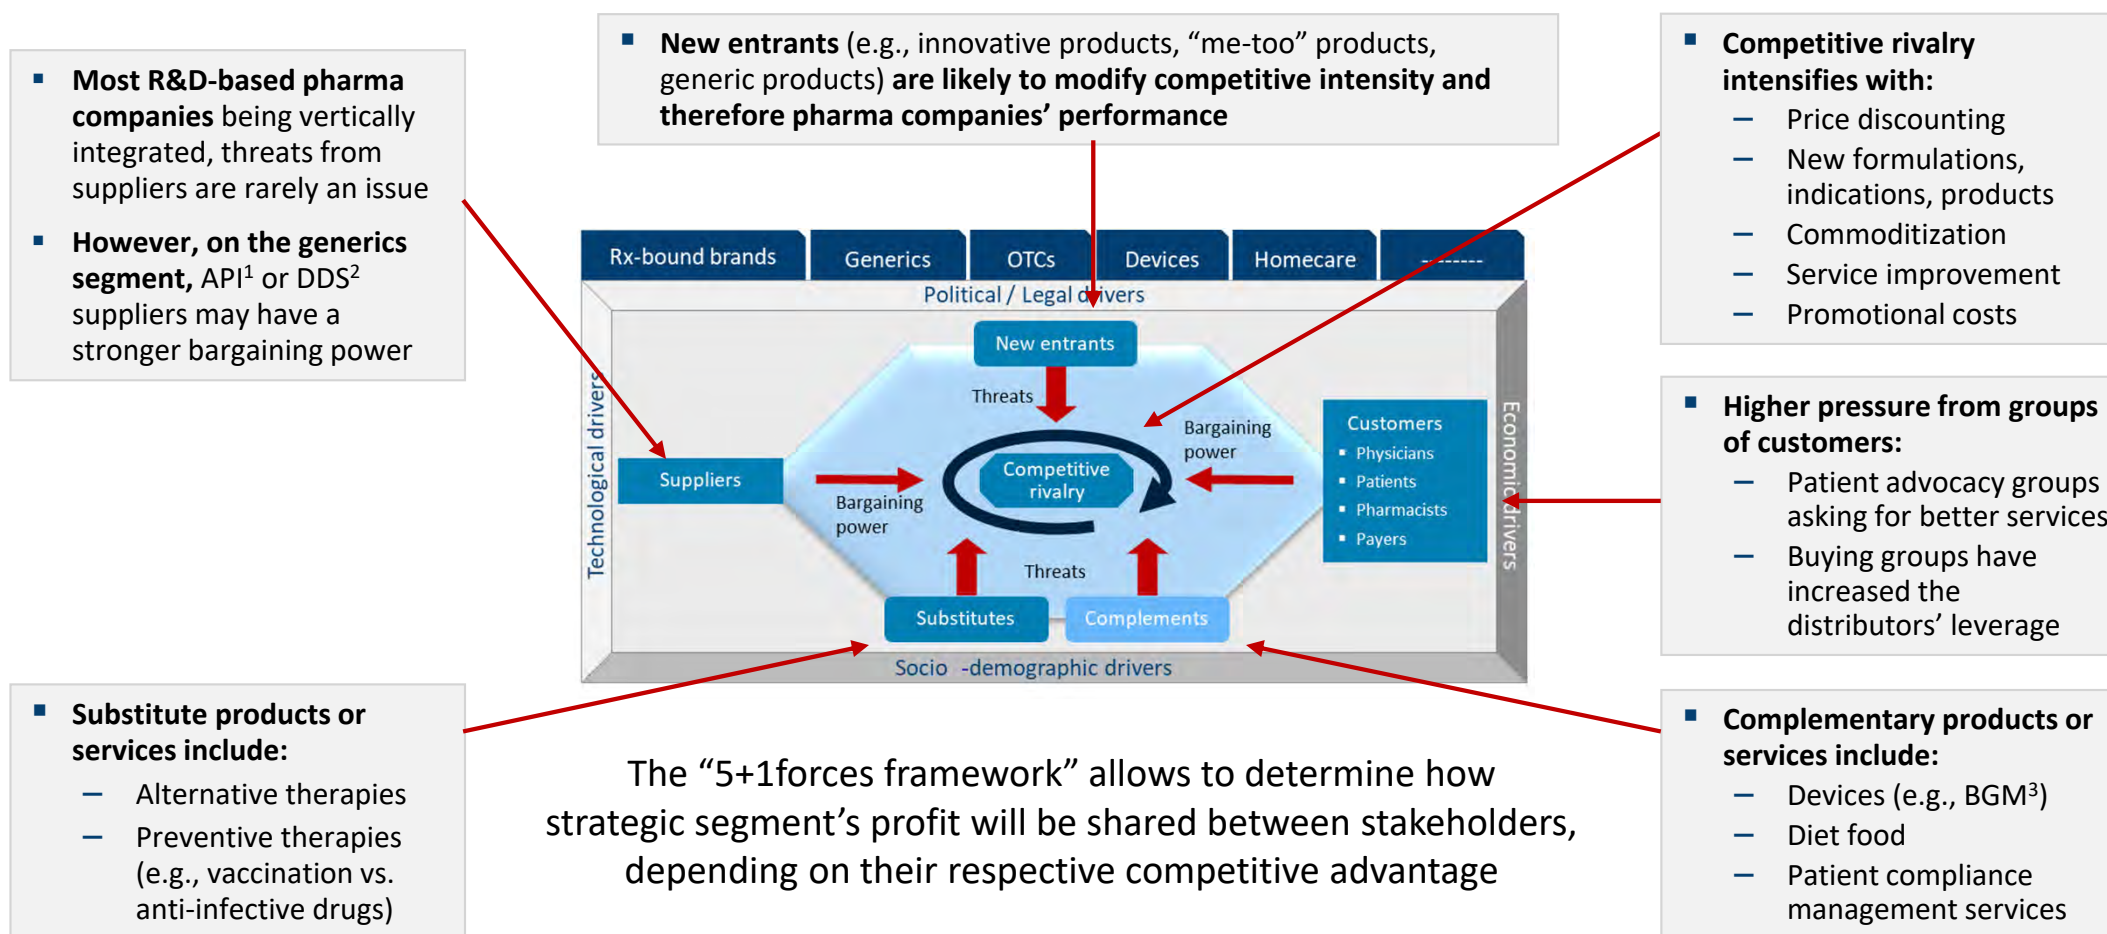 ▪ Most R&D-based pharma
companies being vertically
integrated, threats from
suppliers are rarely an issue
▪ However, on the generics
segment, API¹ or DDS²
suppliers may have a
stronger bargaining power
▪ New entrants (e.g., innovative products, “me-too” products,
generic products) are likely to modify competitive intensity and
therefore pharma companies’ performance
▪ Competitive rivalry
intensifies with:
– Price discounting
– New formulations,
indications, products
– Commoditization
– Service improvement
– Promotional costs
Rx-bound brands
Generics
OTCs
Devices
Homecare
--------
Political / Legal drivers
Technological drivers
New entrants
Threats
Suppliers
Bargaining
power
Competitive
rivalry
Bargaining
power
Customers
▪ Physicians
▪ Patients
▪ Pharmacists
▪ Payers
Economic drivers
Threats
Substitutes
Complements
Socio -demographic drivers
▪ Higher pressure from groups
of customers:
– Patient advocacy groups
asking for better services
– Buying groups have
increased the
distributors’ leverage
▪ Substitute products or
services include:
– Alternative therapies
– Preventive therapies
(e.g., vaccination vs.
anti-infective drugs)
The “5+1forces framework” allows to determine how
strategic segment’s profit will be shared between stakeholders,
depending on their respective competitive advantage
▪ Complementary products or
services include:
– Devices (e.g., BGM³)
– Diet food
– Patient compliance
management services